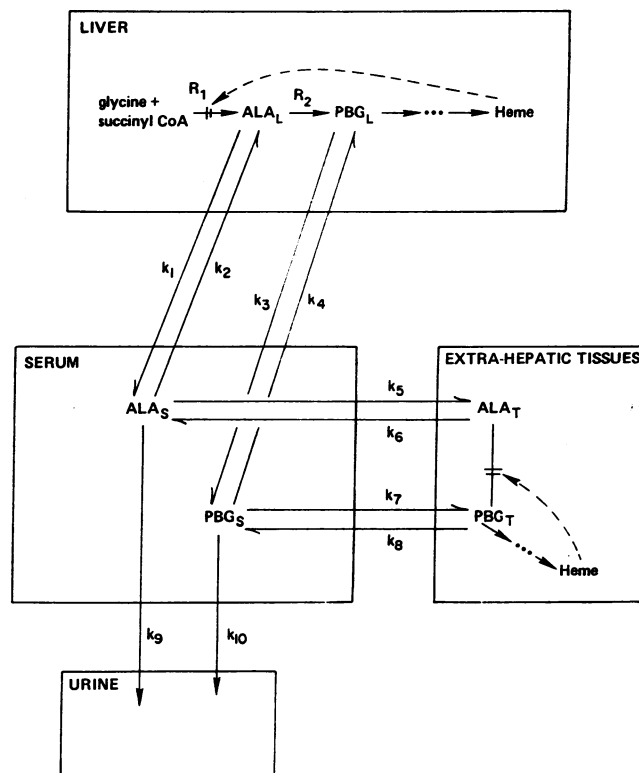 LIVER
R1 R2
glycine + succinyl CoA ALAL PBGL ••• Heme
k1 k2 k3 k4
SERUM
EXTRA-HEPATIC TISSUES
k5
ALAS ALAT
k6
k7
PBGS PBGT
k8
•••
Heme
k9 k10
URINE